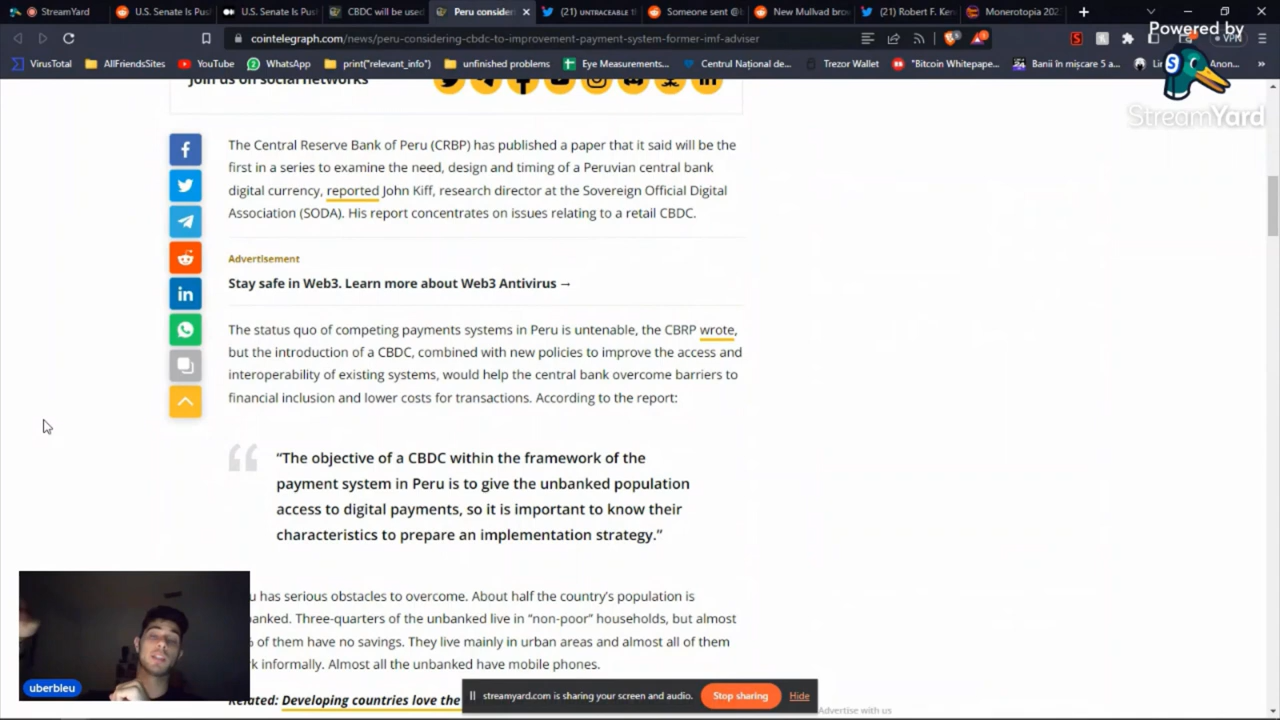 StreamYard
U.S. Senate Is Pus
U.S. Senate Is Pus
CBDC will be used
Peru consider
(21) UNTRACEABLE
Someone sent
New Mullvad brow
(21) Robert F. Ken
Monerotopia 202
Powered by
cointelegraph.com/news/peru-considering-cbdc-to-improvement-payment-system-former-imf-adviser
VPN
VirusTotal
AllFriendsSites
YouTube
WhatsApp
print("relevant_info")
unfinished problems
Eye Measurements...
Centrul Național de...
Trezor Wallet
"Bitcoin Whitepape...
Banii în mișcare 5 a...
Anon...
StreamYard
Join us on social networks
The Central Reserve Bank of Peru (CRBP) has published a paper that it said will be the
first in a series to examine the need, design and timing of a Peruvian central bank
digital currency, reported John Kiff, research director at the Sovereign Official Digital
Association (SODA). His report concentrates on issues relating to a retail CBDC.
Advertisement
Stay safe in Web3. Learn more about Web3 Antivirus →
The status quo of competing payments systems in Peru is untenable, the CBRP wrote,
but the introduction of a CBDC, combined with new policies to improve the access and
interoperability of existing systems, would help the central bank overcome barriers to
financial inclusion and lower costs for transactions. According to the report:
“The objective of a CBDC within the framework of the
payment system in Peru is to give the unbanked population
access to digital payments, so it is important to know their
characteristics to prepare an implementation strategy.”
has serious obstacles to overcome. About half the country’s population is
Three-quarters of the unbanked live in “non-poor” households, but almost
of them have no savings. They live mainly in urban areas and almost all of them
informally. Almost all the unbanked have mobile phones.
Related: Developing countries love the
uberbleu
streamyard.com is sharing your screen and audio.
Stop sharing
Hide
Advertise with us